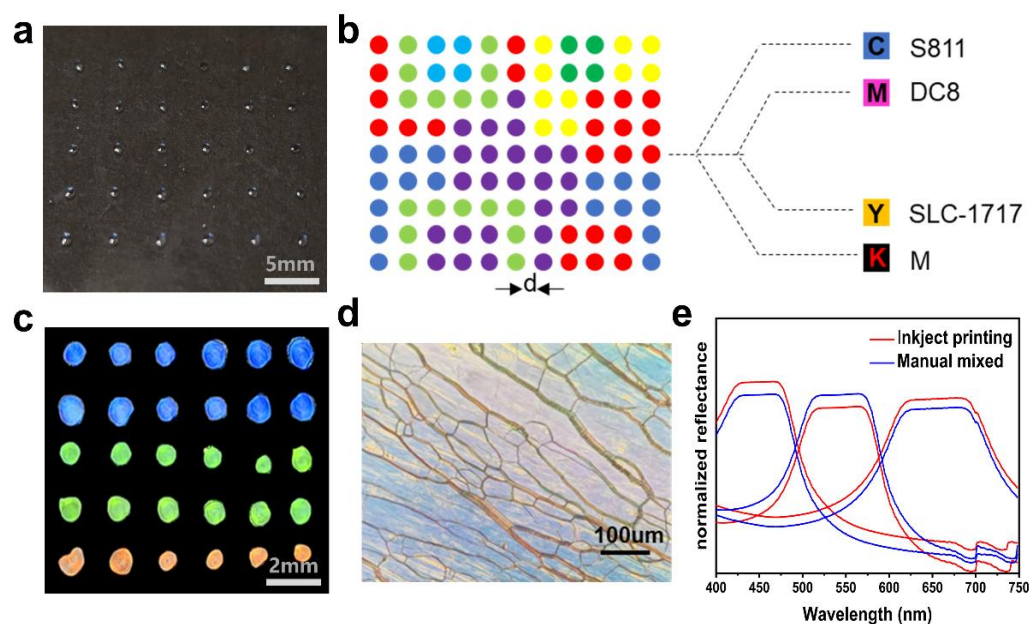 a
5mm
b
C S811
M DC8
Y SLC-1717
K M
d
c
2mm
d
100um
e
Inkject printing
Manual mixed
normalized reflectance
400 450 500 550 600 650 700 750
Wavelength (nm)